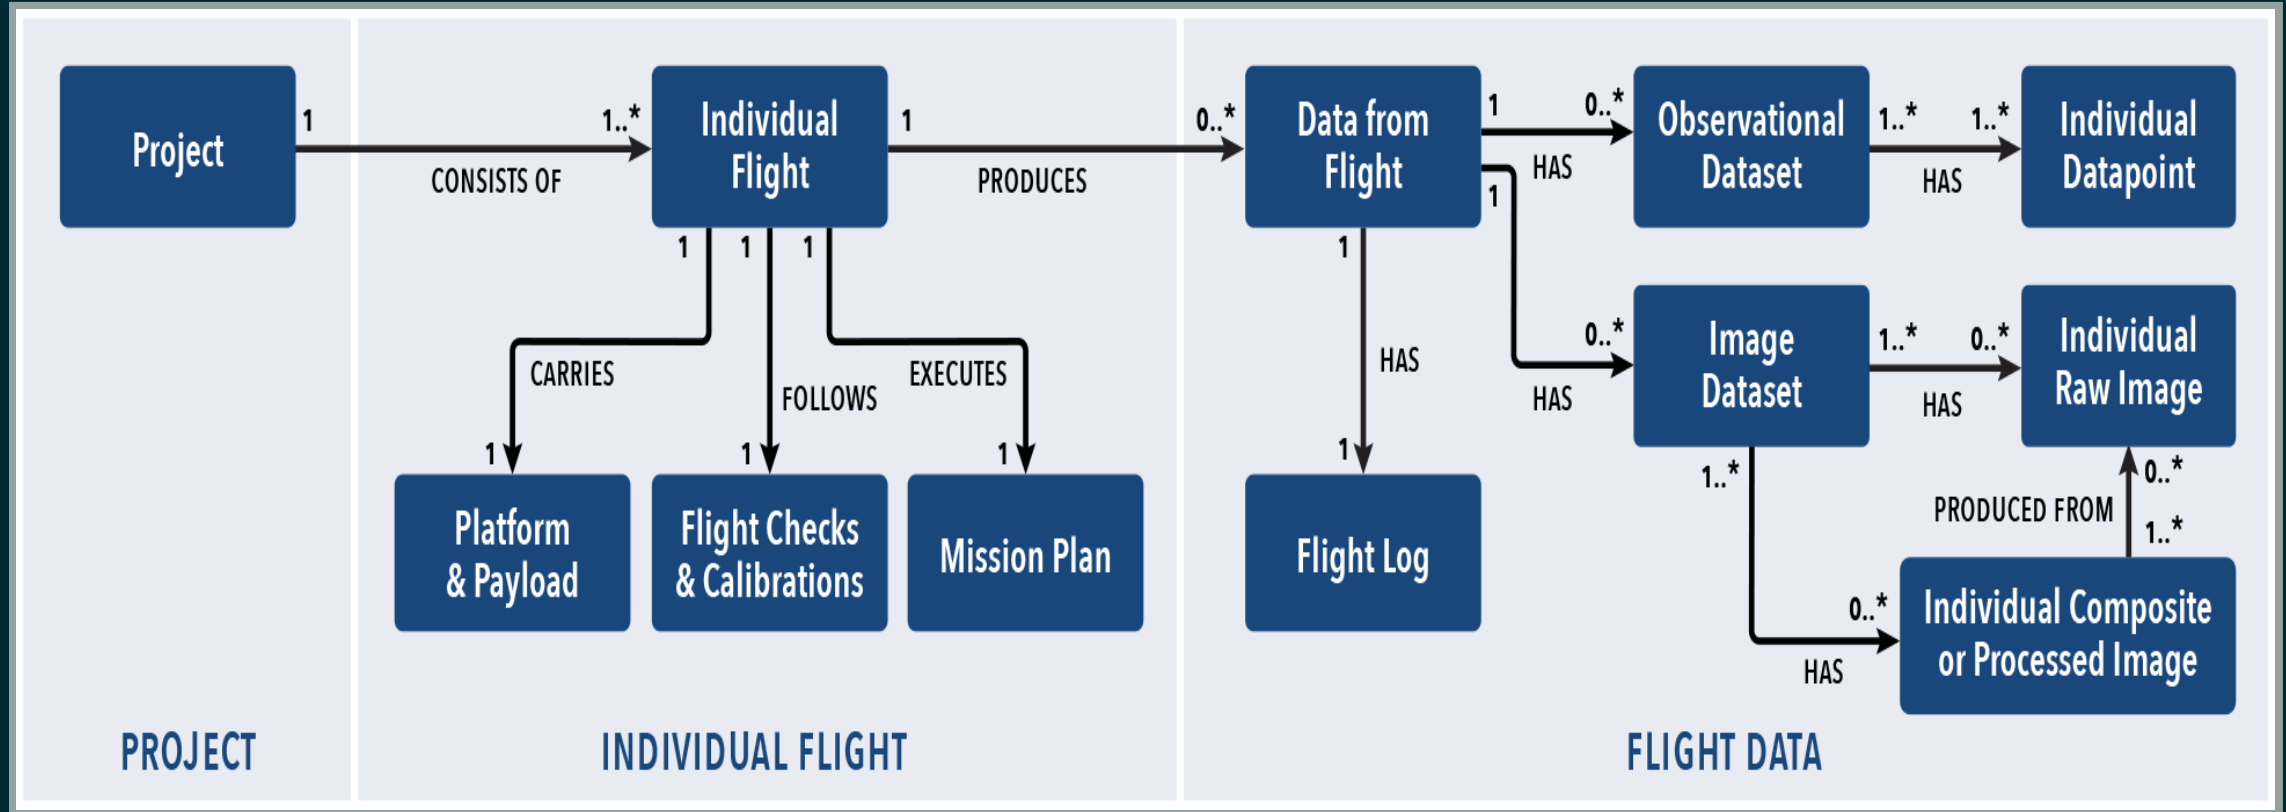 Project
1
CONSISTS OF
1..*
Individual
Flight
1
PRODUCES
0..*
Data from
Flight
1
HAS
0..*
Observational
Dataset
1..*
HAS
1..*
Individual
Datapoint
1
HAS
0..*
Image
Dataset
1..*
HAS
0..*
Individual
Raw Image
1
CARRIES
1
Platform
& Payload
1
FOLLOWS
1
Flight Checks
& Calibrations
1
EXECUTES
1
Mission Plan
1
HAS
1
Flight Log
1..*
HAS
0..*
Individual Composite
or Processed Image
0..*
PRODUCED FROM
1..*
PROJECT
INDIVIDUAL FLIGHT
FLIGHT DATA